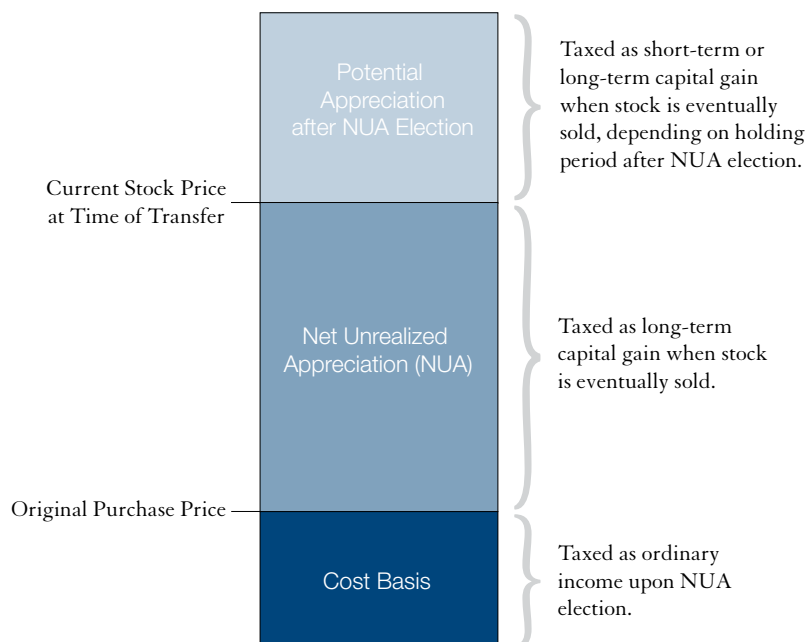 Potential
Appreciation
after NUA Election
Taxed as short-term or
long-term capital gain
when stock is eventually
sold, depending on holding
period after NUA election.
Current Stock Price
at Time of Transfer
Net Unrealized
Appreciation (NUA)
Taxed as long-term
capital gain when stock
is eventually sold.
Original Purchase Price
Cost Basis
Taxed as ordinary
income upon NUA
election.